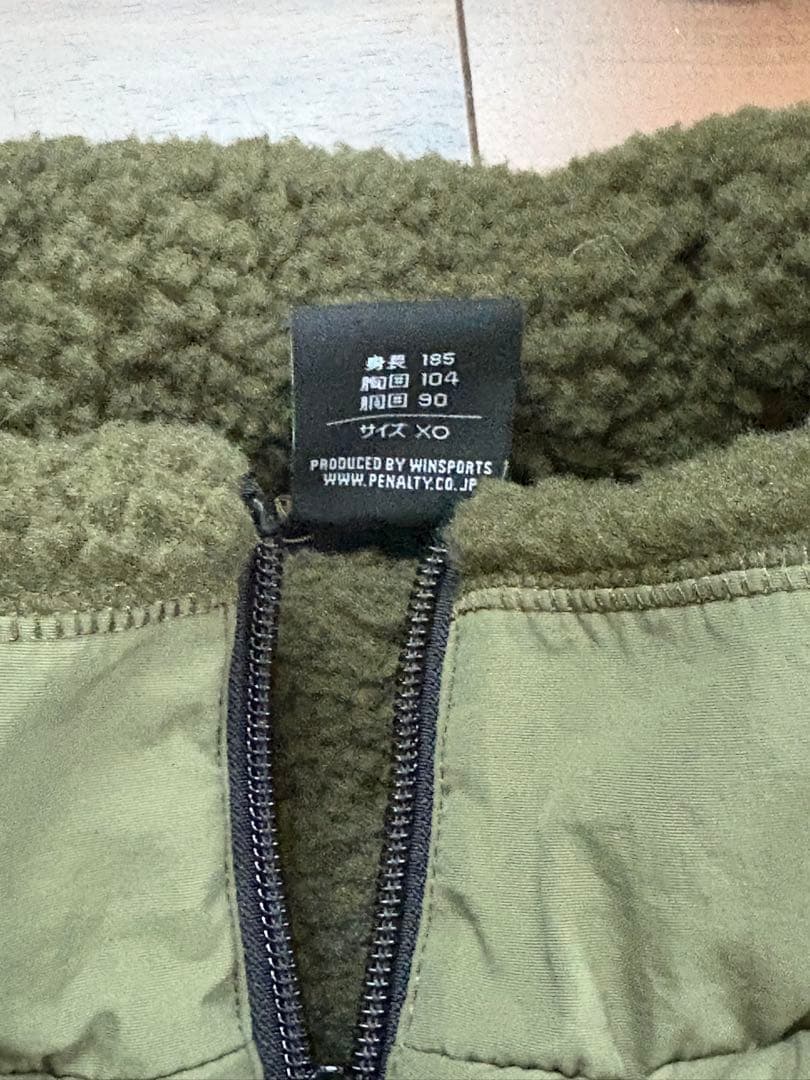 身長 185
胸囲 104
胴囲 90
サイズ XO
PRODUCED BY WINSPORTS
WWW.PENALTY.CO.JP